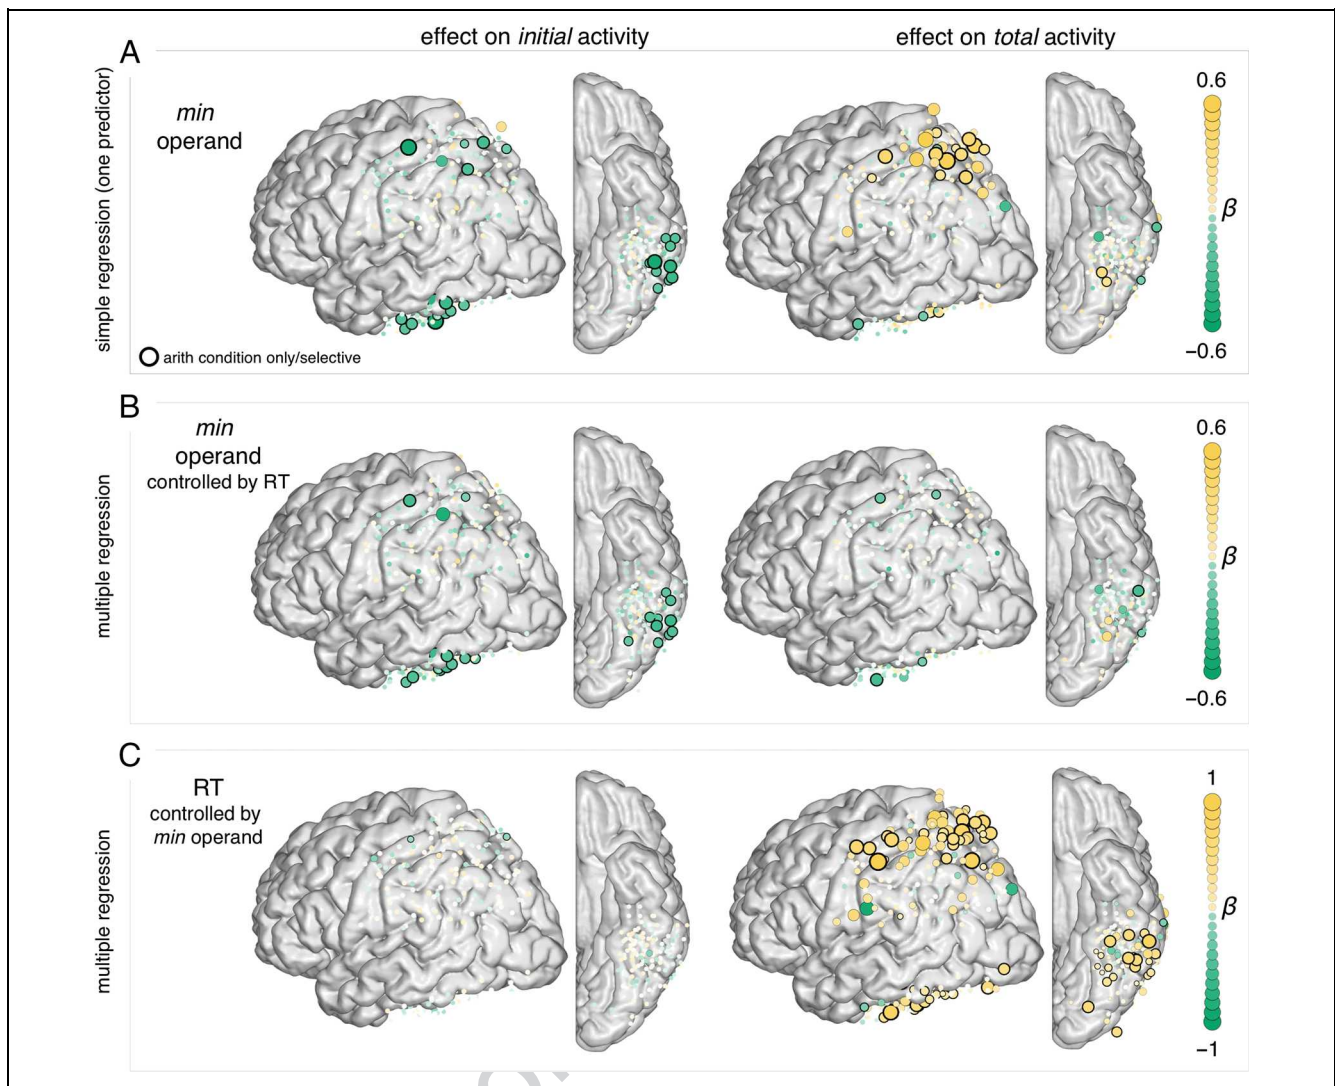 effect on initial activity
effect on total activity
A
simple regression (one predictor)
min
operand
arith condition only/selective
0.6
β
−0.6
B
multiple regression
min
operand
controlled by RT
0.6
β
−0.6
C
multiple regression
RT
controlled by
min operand
1
β
−1